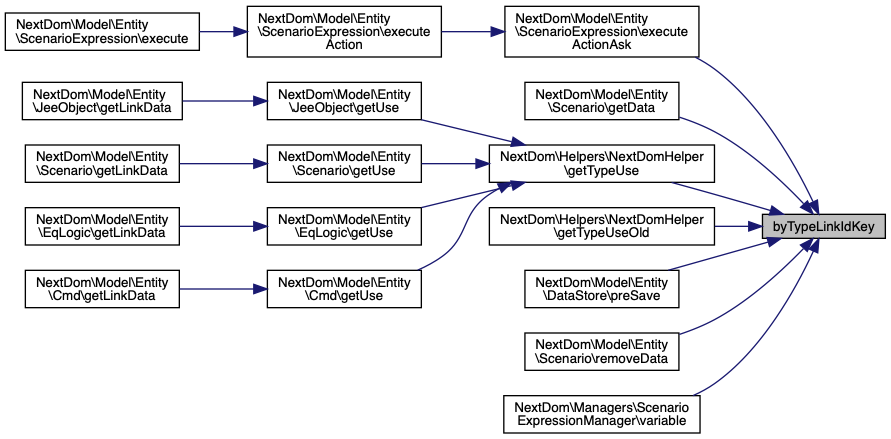 NextDom\Model\Entity
\ScenarioExpression\execute
NextDom\Model\Entity
\ScenarioExpression\execute
Action
NextDom\Model\Entity
\ScenarioExpression\execute
ActionAsk
NextDom\Model\Entity
\JeeObject\getLinkData
NextDom\Model\Entity
\JeeObject\getUse
NextDom\Model\Entity
\Scenario\getData
NextDom\Model\Entity
\Scenario\getLinkData
NextDom\Model\Entity
\Scenario\getUse
NextDom\Helpers\NextDomHelper
\getTypeUse
NextDom\Model\Entity
\EqLogic\getLinkData
NextDom\Model\Entity
\EqLogic\getUse
NextDom\Helpers\NextDomHelper
\getTypeUseOld
byTypeLinkIdKey
NextDom\Model\Entity
\Cmd\getLinkData
NextDom\Model\Entity
\Cmd\getUse
NextDom\Model\Entity
\DataStore\preSave
NextDom\Model\Entity
\Scenario\removeData
NextDom\Managers\Scenario
ExpressionManager\variable